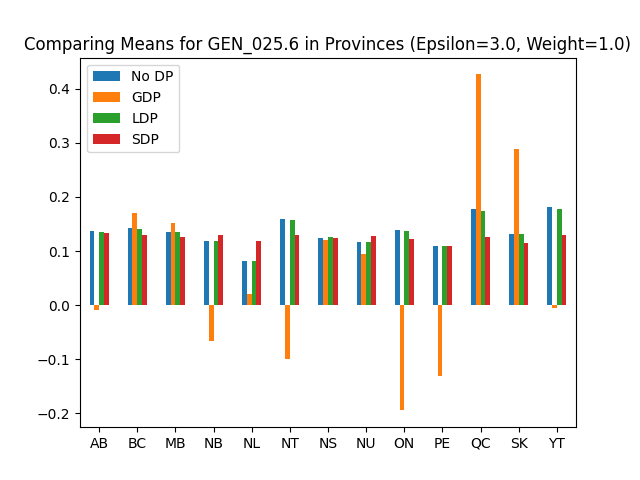 Comparing Means for GEN_025.6 in Provinces (Epsilon=3.0, Weight=1.0)
No DP
GDP
LDP
SDP
0.4
0.3
0.2
0.1
0.0
−0.1
−0.2
AB BC MB NB NL NT NS NU ON PE QC SK YT